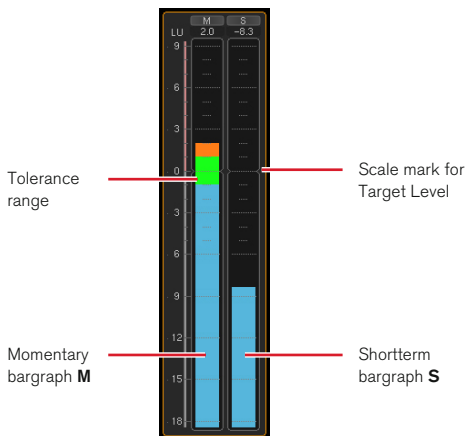 M S
LU 2.0 -8.3
9
6
3
0
3
6
9
12
15
18
Tolerance
range
Scale mark for
Target Level
Momentary
bargraph M
Shortterm
bargraph S